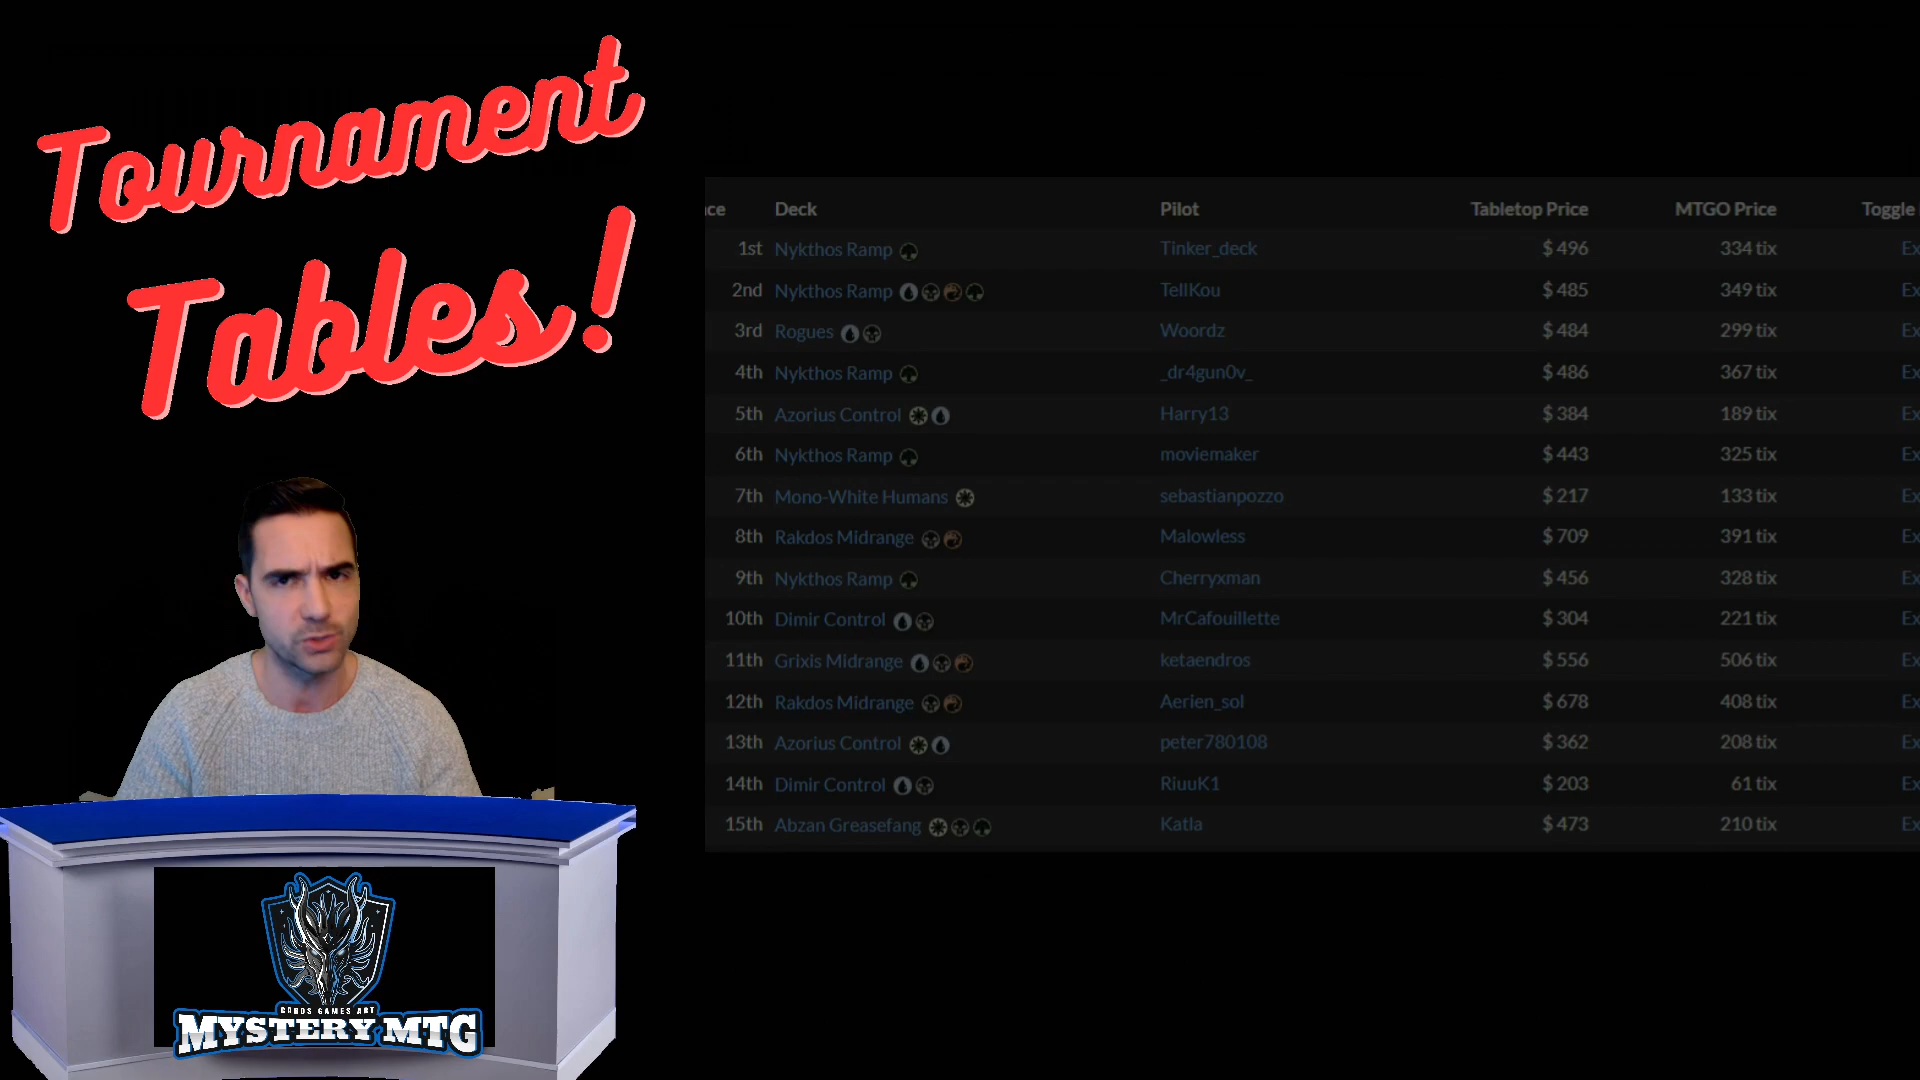 Tournament
Tables!
ce Deck Pilot Tabletop Price MTGO Price Toggle
1st Nykthos Ramp Tinker_deck $ 496 334 tix Ex
2nd Nykthos Ramp TellKou $ 485 349 tix Ex
3rd Rogues Woordz $ 484 299 tix Ex
4th Nykthos Ramp _dr4gun0v_ $ 486 367 tix Ex
5th Azorius Control Harry13 $ 384 189 tix Ex
6th Nykthos Ramp moviemaker $ 443 325 tix Ex
7th Mono-White Humans sebastianpozzo $ 217 133 tix Ex
8th Rakdos Midrange Malowless $ 709 391 tix Ex
9th Nykthos Ramp Cherryxman $ 456 328 tix Ex
10th Dimir Control MrCafouillette $ 304 221 tix Ex
11th Grixis Midrange ketaendros $ 556 506 tix Ex
12th Rakdos Midrange Aerien_sol $ 678 408 tix Ex
13th Azorius Control peter780108 $ 362 208 tix Ex
14th Dimir Control RiuuK1 $ 203 61 tix Ex
15th Abzan Greasefang Katla $ 473 210 tix Ex
CARDS GAMES ART
MYSTERY MTG